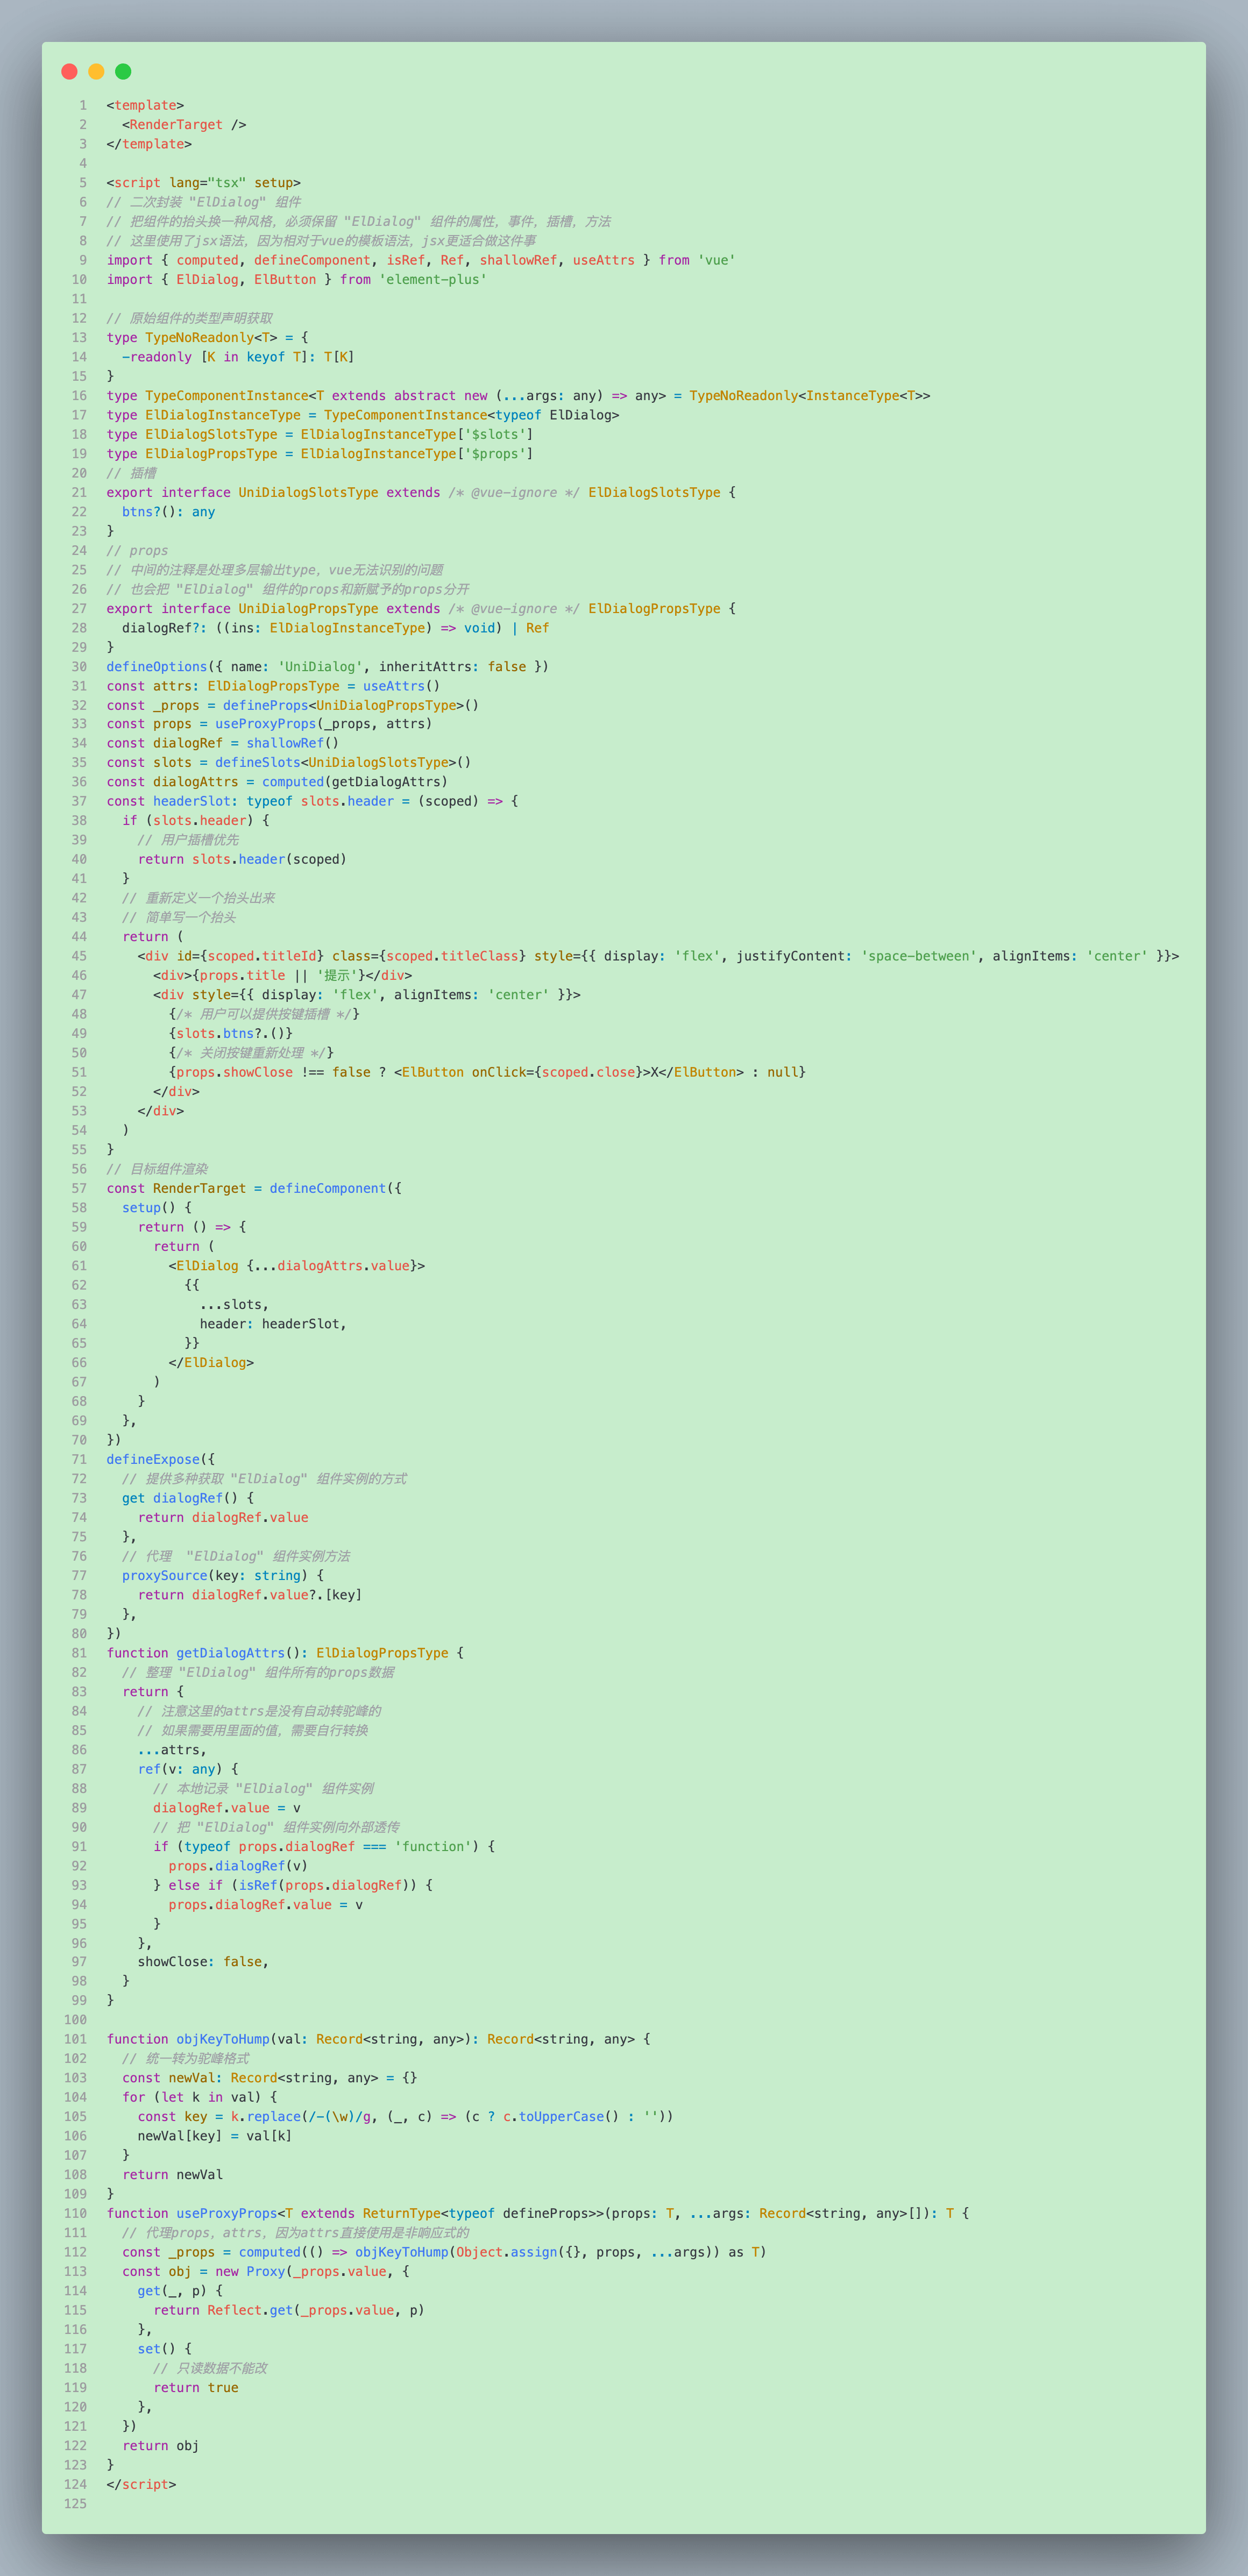 1 <template>
2   <RenderTarget />
3 </template>
4
5 <script lang="tsx" setup>
6 // 二次封装 "ElDialog" 组件
7 // 把组件的抬头换一种风格，必须保留 "ElDialog" 组件的属性，事件，插槽，方法
8 // 这里使用了jsx语法，因为相对于vue的模板语法，jsx更适合做这件事
9 import { computed, defineComponent, isRef, Ref, shallowRef, useAttrs } from 'vue'
10 import { ElDialog, ElButton } from 'element-plus'
11
12 // 原始组件的类型声明获取
13 type TypeNoReadonly<T> = {
14   -readonly [K in keyof T]: T[K]
15 }
16 type TypeComponentInstance<T extends abstract new (...args: any) => any> = TypeNoReadonly<InstanceType<T>>
17 type ElDialogInstanceType = TypeComponentInstance<typeof ElDialog>
18 type ElDialogSlotsType = ElDialogInstanceType['$slots']
19 type ElDialogPropsType = ElDialogInstanceType['$props']
20 // 插槽
21 export interface UniDialogSlotsType extends /* @vue-ignore */ ElDialogSlotsType {
22   btns?(): any
23 }
24 // props
25 // 中间的注释是处理多层输出type，vue无法识别的问题
26 // 也会把 "ElDialog" 组件的props和新赋予的props分开
27 export interface UniDialogPropsType extends /* @vue-ignore */ ElDialogPropsType {
28   dialogRef?: ((ins: ElDialogInstanceType) => void) | Ref
29 }
30 defineOptions({ name: 'UniDialog', inheritAttrs: false })
31 const attrs: ElDialogPropsType = useAttrs()
32 const _props = defineProps<UniDialogPropsType>()
33 const props = useProxyProps(_props, attrs)
34 const dialogRef = shallowRef()
35 const slots = defineSlots<UniDialogSlotsType>()
36 const dialogAttrs = computed(getDialogAttrs)
37 const headerSlot: typeof slots.header = (scoped) => {
38   if (slots.header) {
39     // 用户插槽优先
40     return slots.header(scoped)
41   }
42   // 重新定义一个抬头出来
43   // 简单写一个抬头
44   return (
45     <div id={scoped.titleId} class={scoped.titleClass} style={{ display: 'flex', justifyContent: 'space-between', alignItems: 'center' }}>
46       <div>{props.title || '提示'}</div>
47       <div style={{ display: 'flex', alignItems: 'center' }}>
48         {/* 用户可以提供按键插槽 */}
49         {slots.btns?.()}
50         {/* 关闭按键重新处理 */}
51         {props.showClose !== false ? <ElButton onClick={scoped.close}>X</ElButton> : null}
52       </div>
53     </div>
54   )
55 }
56 // 目标组件渲染
57 const RenderTarget = defineComponent({
58   setup() {
59     return () => {
60       return (
61         <ElDialog {...dialogAttrs.value}>
62           {{
63             ...slots,
64             header: headerSlot,
65           }}
66         </ElDialog>
67       )
68     }
69   },
70 })
71 defineExpose({
72   // 提供多种获取 "ElDialog" 组件实例的方式
73   get dialogRef() {
74     return dialogRef.value
75   },
76   // 代理  "ElDialog" 组件实例方法
77   proxySource(key: string) {
78     return dialogRef.value?.[key]
79   },
80 })
81 function getDialogAttrs(): ElDialogPropsType {
82   // 整理 "ElDialog" 组件所有的props数据
83   return {
84     // 注意这里的attrs是没有自动转驼峰的
85     // 如果需要用里面的值，需要自行转换
86     ...attrs,
87     ref(v: any) {
88       // 本地记录 "ElDialog" 组件实例
89       dialogRef.value = v
90       // 把 "ElDialog" 组件实例向外部透传
91       if (typeof props.dialogRef === 'function') {
92         props.dialogRef(v)
93       } else if (isRef(props.dialogRef)) {
94         props.dialogRef.value = v
95       }
96     },
97     showClose: false,
98   }
99 }
100
101 function objKeyToHump(val: Record<string, any>): Record<string, any> {
102   // 统一转为驼峰格式
103   const newVal: Record<string, any> = {}
104   for (let k in val) {
105     const key = k.replace(/-(\w)/g, (_, c) => (c ? c.toUpperCase() : ''))
106     newVal[key] = val[k]
107   }
108   return newVal
109 }
110 function useProxyProps<T extends ReturnType<typeof defineProps>>(props: T, ...args: Record<string, any>[]): T {
111   // 代理props，attrs，因为attrs直接使用是非响应式的
112   const _props = computed(() => objKeyToHump(Object.assign({}, props, ...args)) as T)
113   const obj = new Proxy(_props.value, {
114     get(_, p) {
115       return Reflect.get(_props.value, p)
116     },
117     set() {
118       // 只读数据不能改
119       return true
120     },
121   })
122   return obj
123 }
124 </script>
125